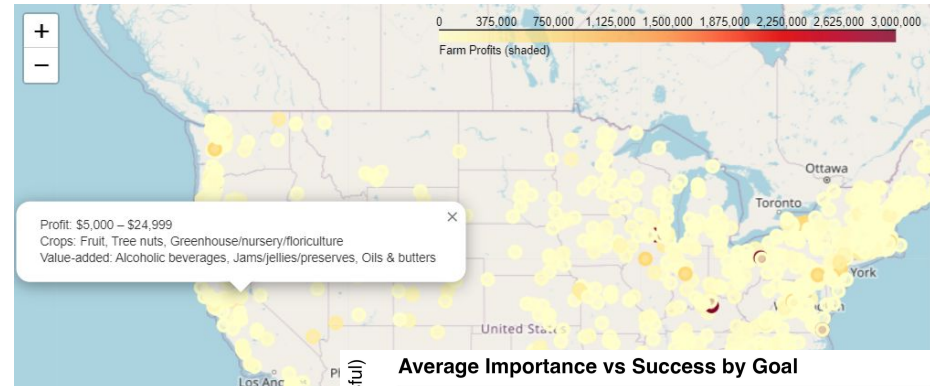 +
−
0 375,000 750,000 1,125,000 1,500,000 1,875,000 2,250,000 2,625,000 3,000,000
Farm Profits (shaded)
Ottawa
Toronto
Profit: $5,000 – $24,999 ×
Crops: Fruit, Tree nuts, Greenhouse/nursery/floriculture
Value-added: Alcoholic beverages, Jams/jellies/preserves, Oils & butters
York
United States
Los Ang
Average Importance vs Success by Goal
ful)